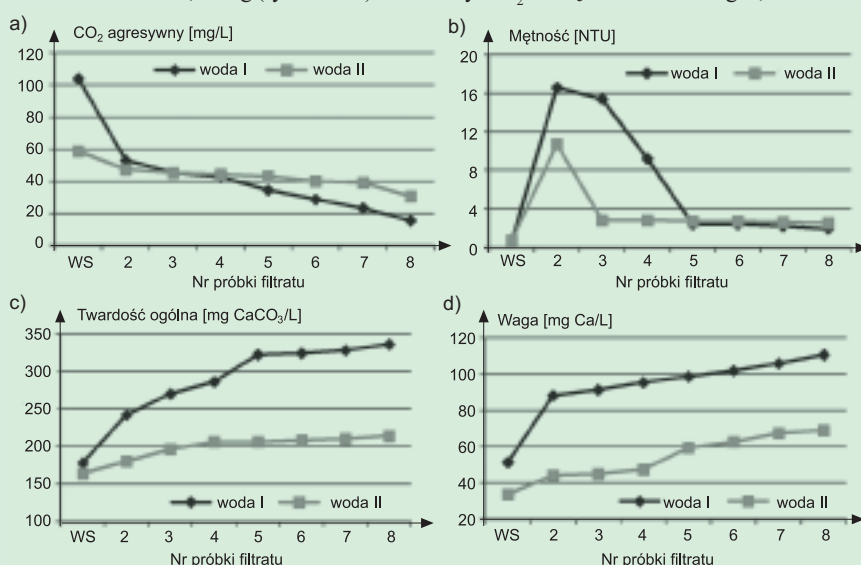 a)
CO₂ agresywny [mg/L]
120
100
80
60
40
20
0
woda I
woda II
WS 2 3 4 5 6 7 8
Nr próbki filtratu
b)
Mętność [NTU]
20
16
12
8
4
0
woda I
woda II
WS 2 3 4 5 6 7 8
Nr próbki filtratu
c)
Twardość ogólna [mg CaCO₃/L]
350
300
250
200
150
100
woda I
woda II
WS 2 3 4 5 6 7 8
Nr próbki filtratu
d)
Waga [mg Ca/L]
120
100
80
60
40
20
woda I
woda II
WS 2 3 4 5 6 7 8
Nr próbki filtratu